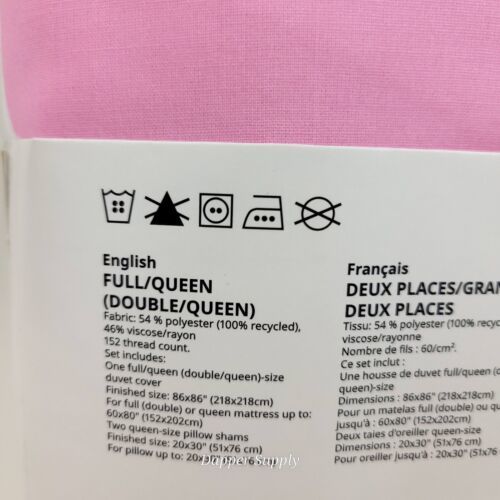 English
FULL/QUEEN
(DOUBLE/QUEEN)
Fabric: 54 % polyester (100% recycled),
46% viscose/rayon
152 thread count.
Set includes:
One full/queen (double/queen)-size
duvet cover
Finished size: 86x86" (218x218cm)
For full (double) or queen mattress up to:
60x80" (152x202cm)
Two queen-size pillow shams
Finished size: 20x30" (51x76 cm)
For pillow up to: 20x30"
Dapper Supply
Français
DEUX PLACES/GRAN
DEUX PLACES
Tissu: 54 % polyester (100% recyc
viscose/rayonne
Nombre de fils : 60/cm².
Ce set inclut :
Une housse de duvet full/queen (d
queen)-size
Dimensions : 86x86" (218x218cm)
Pour un matelas full (double) ou qu
jusqu'à : 60x80" (152x202cm)
Deux taies d'oreiller queen-size
Dimensions : 20x30" (51x76 cm)
Pour oreiller jusqu'à : 20x30" (51x